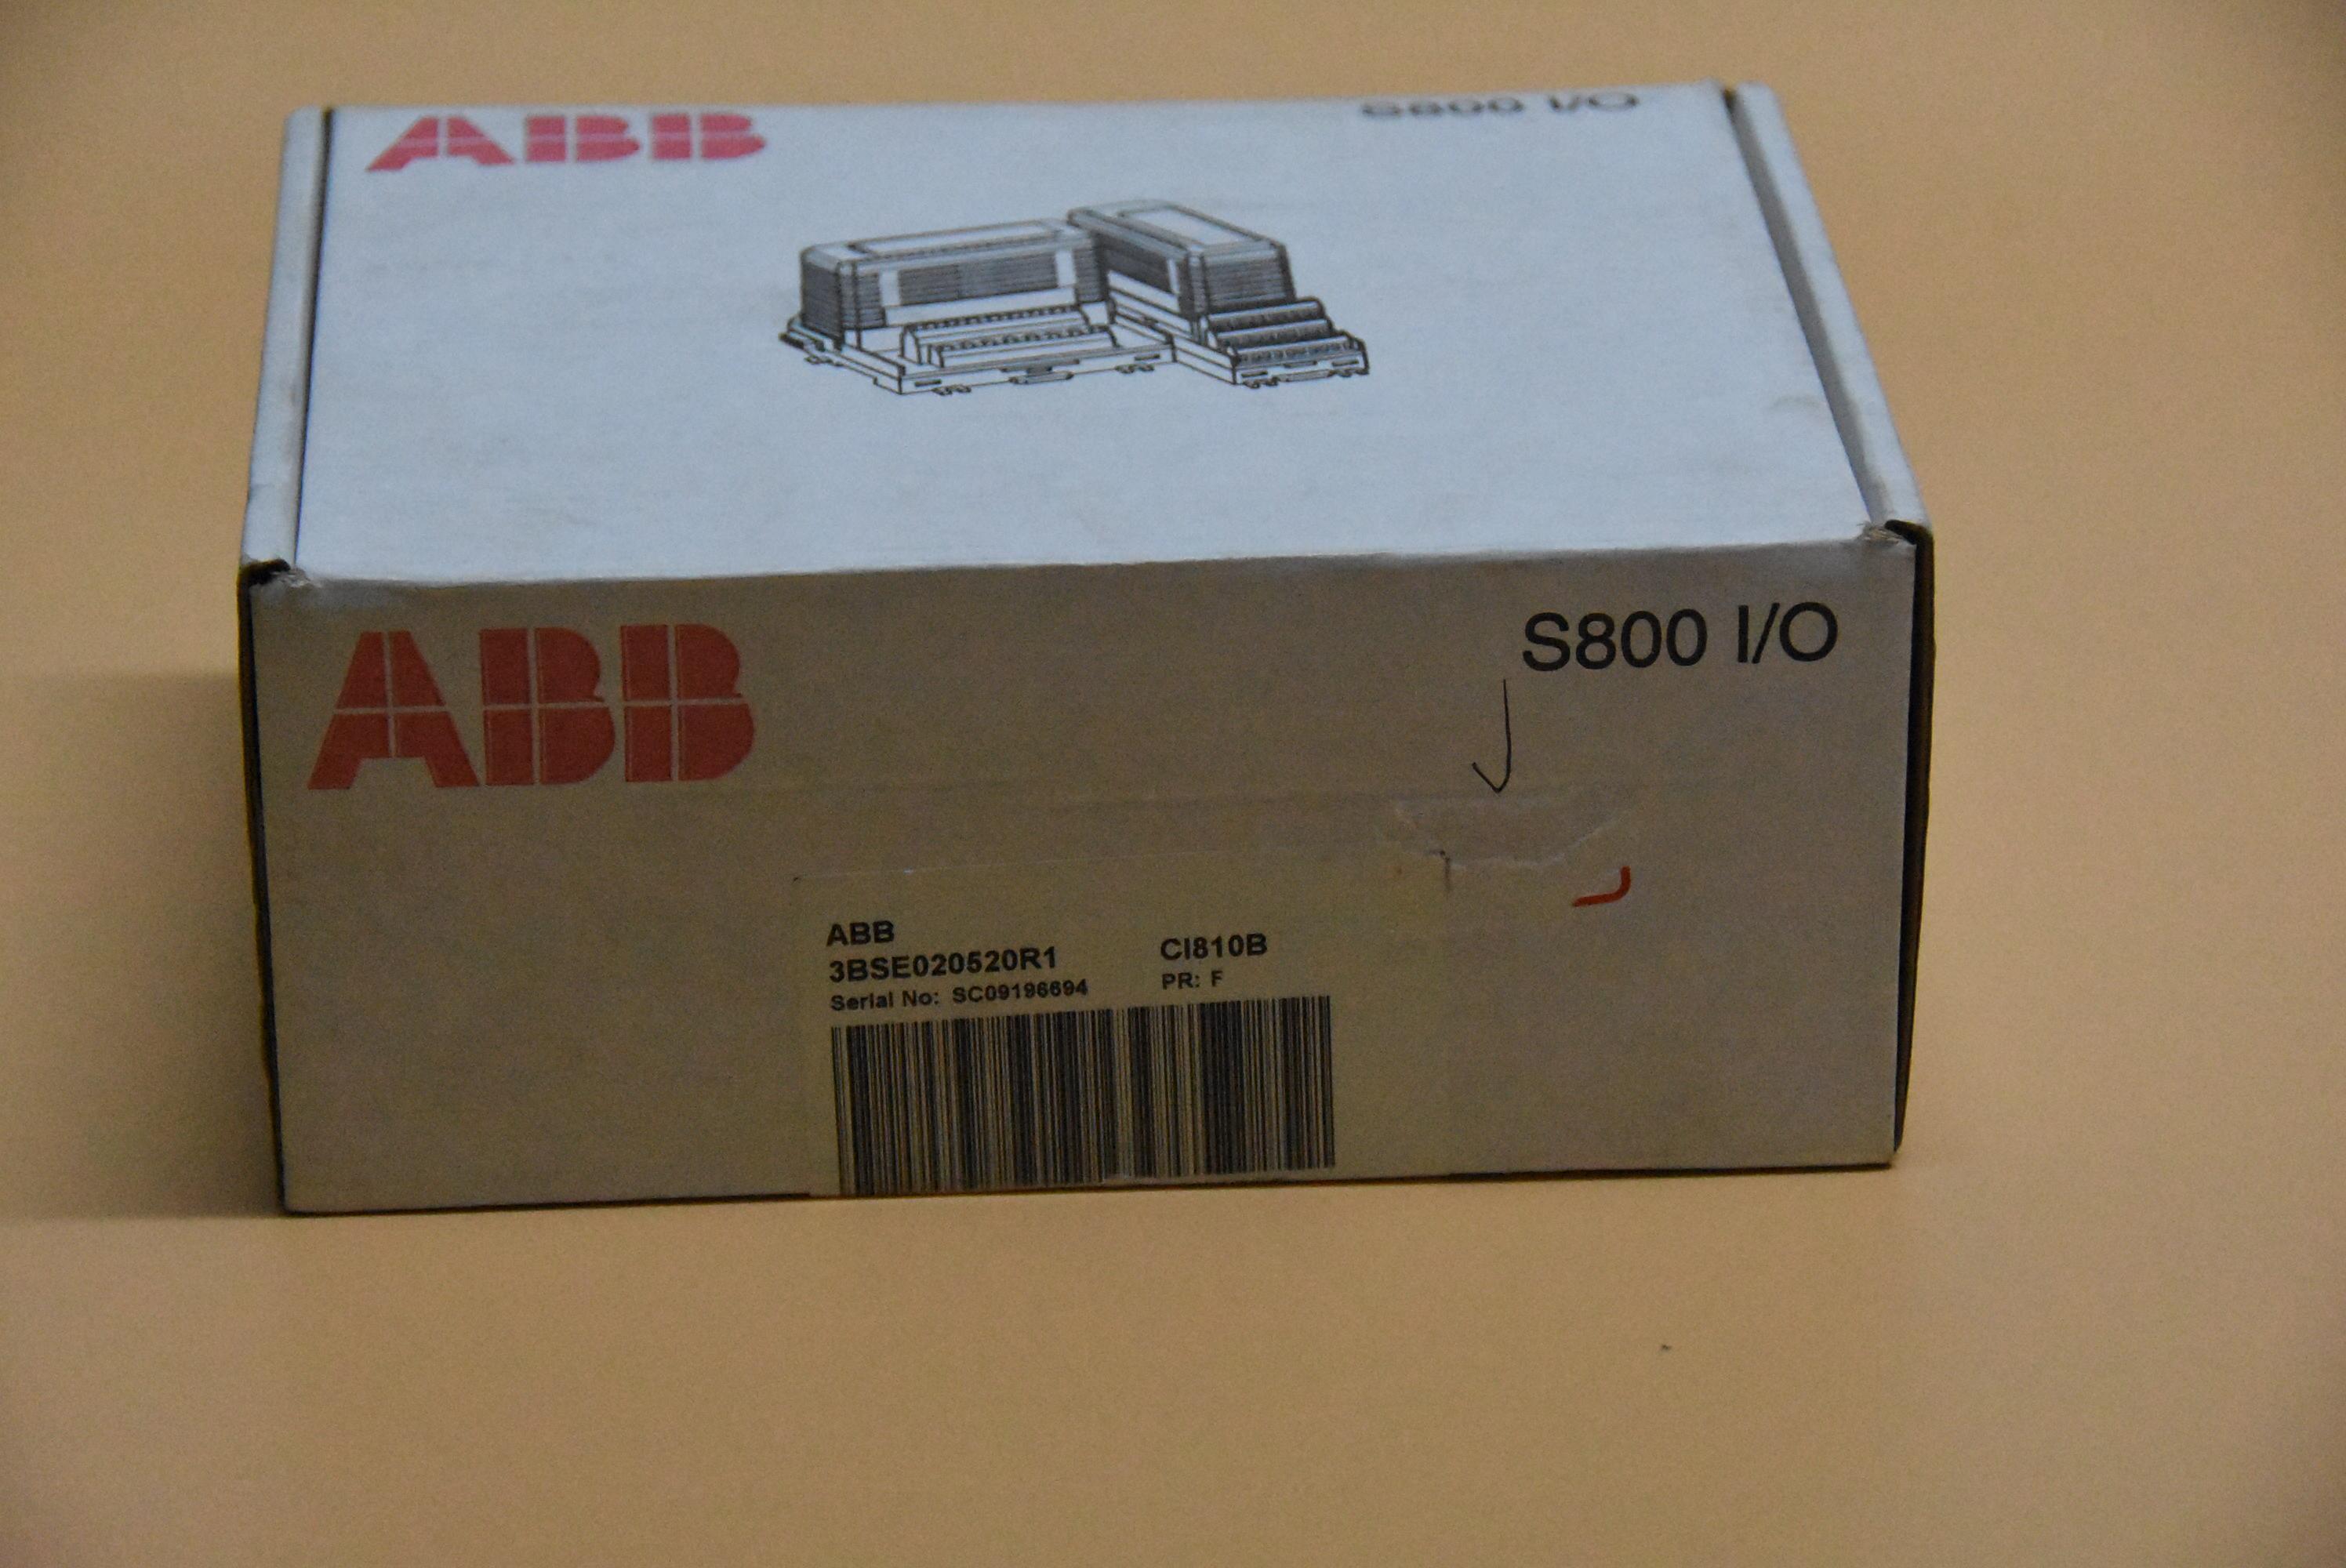 ABB S800 I/O
ABB S800 I/O
ABB
3BSE020520R1 CI810B
Serial No: SC09196694 PR: F